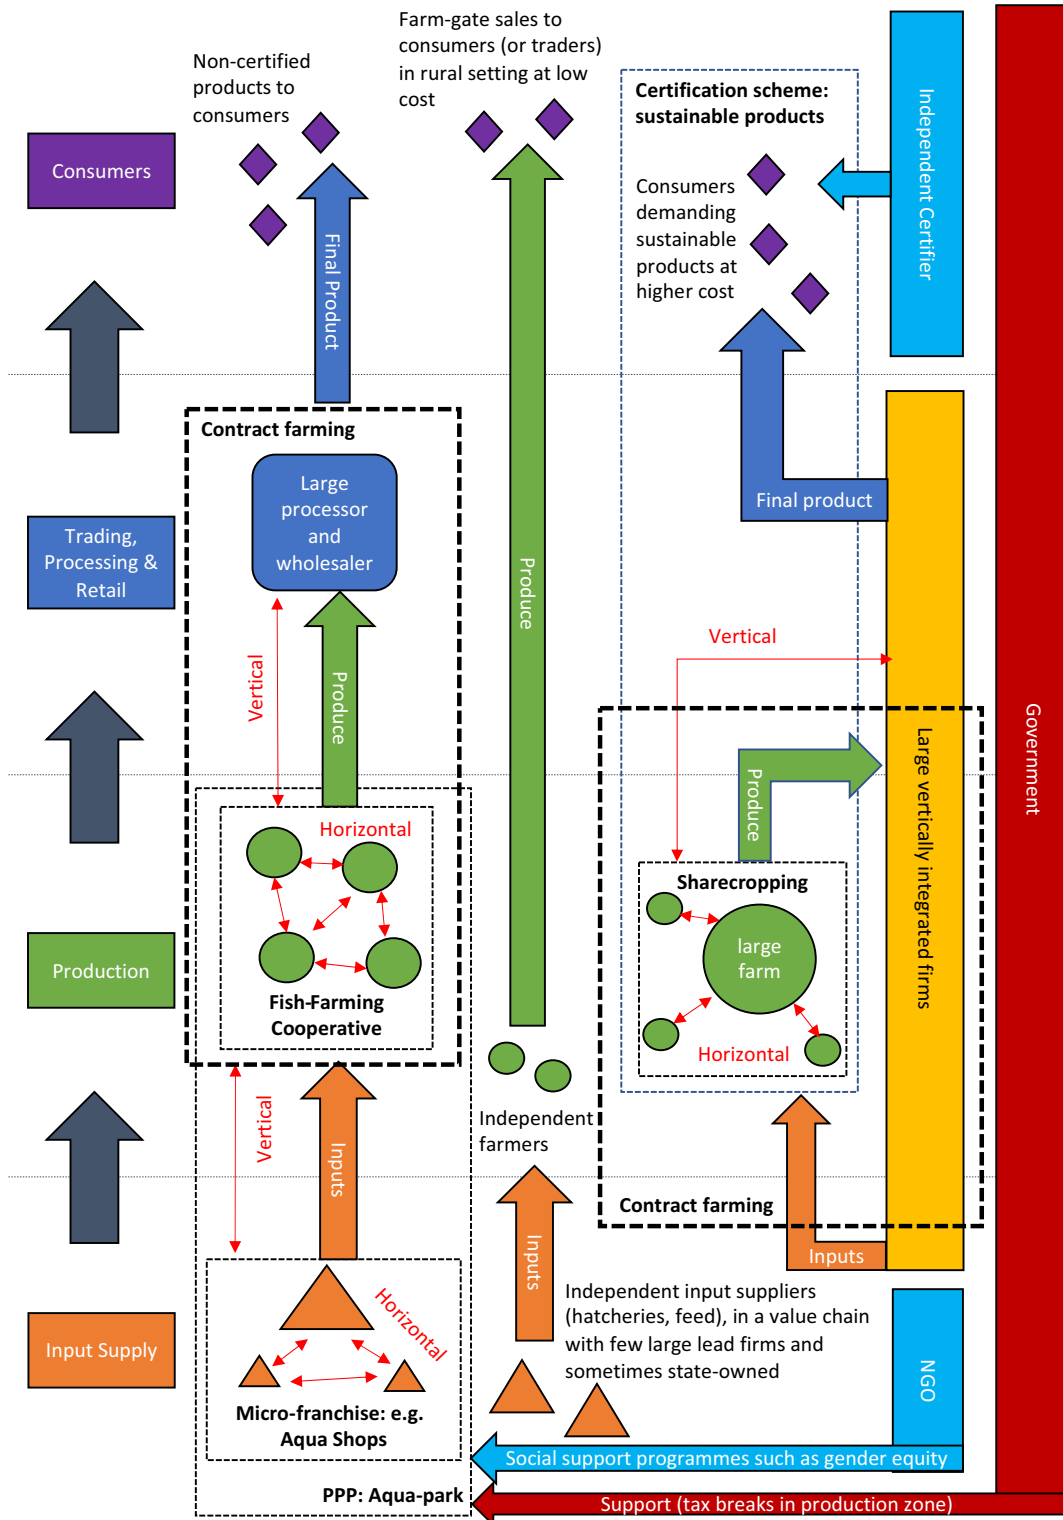 Farm-gate sales to
consumers (or traders)
in rural setting at low
cost
Non-certified
products to
consumers
Certification scheme:
sustainable products
Independent Certifier
Consumers
Consumers
demanding
sustainable
products at
higher cost
Final Product
Contract farming
Large
processor
and
wholesaler
Final product
Trading,
Processing &
Retail
Produce
Vertical
Vertical
Produce
Government
Large vertically integrated firms
Produce
Horizontal
Sharecropping
large
farm
Production
Fish-Farming
Cooperative
Horizontal
Independent
farmers
Vertical
Inputs
Contract farming
Inputs
Inputs
Independent input suppliers
(hatcheries, feed), in a value chain
with few large lead firms and
sometimes state-owned
Horizontal
Input Supply
NGO
Micro-franchise: e.g.
Aqua Shops
Social support programmes such as gender equity
PPP: Aqua-park
Support (tax breaks in production zone)